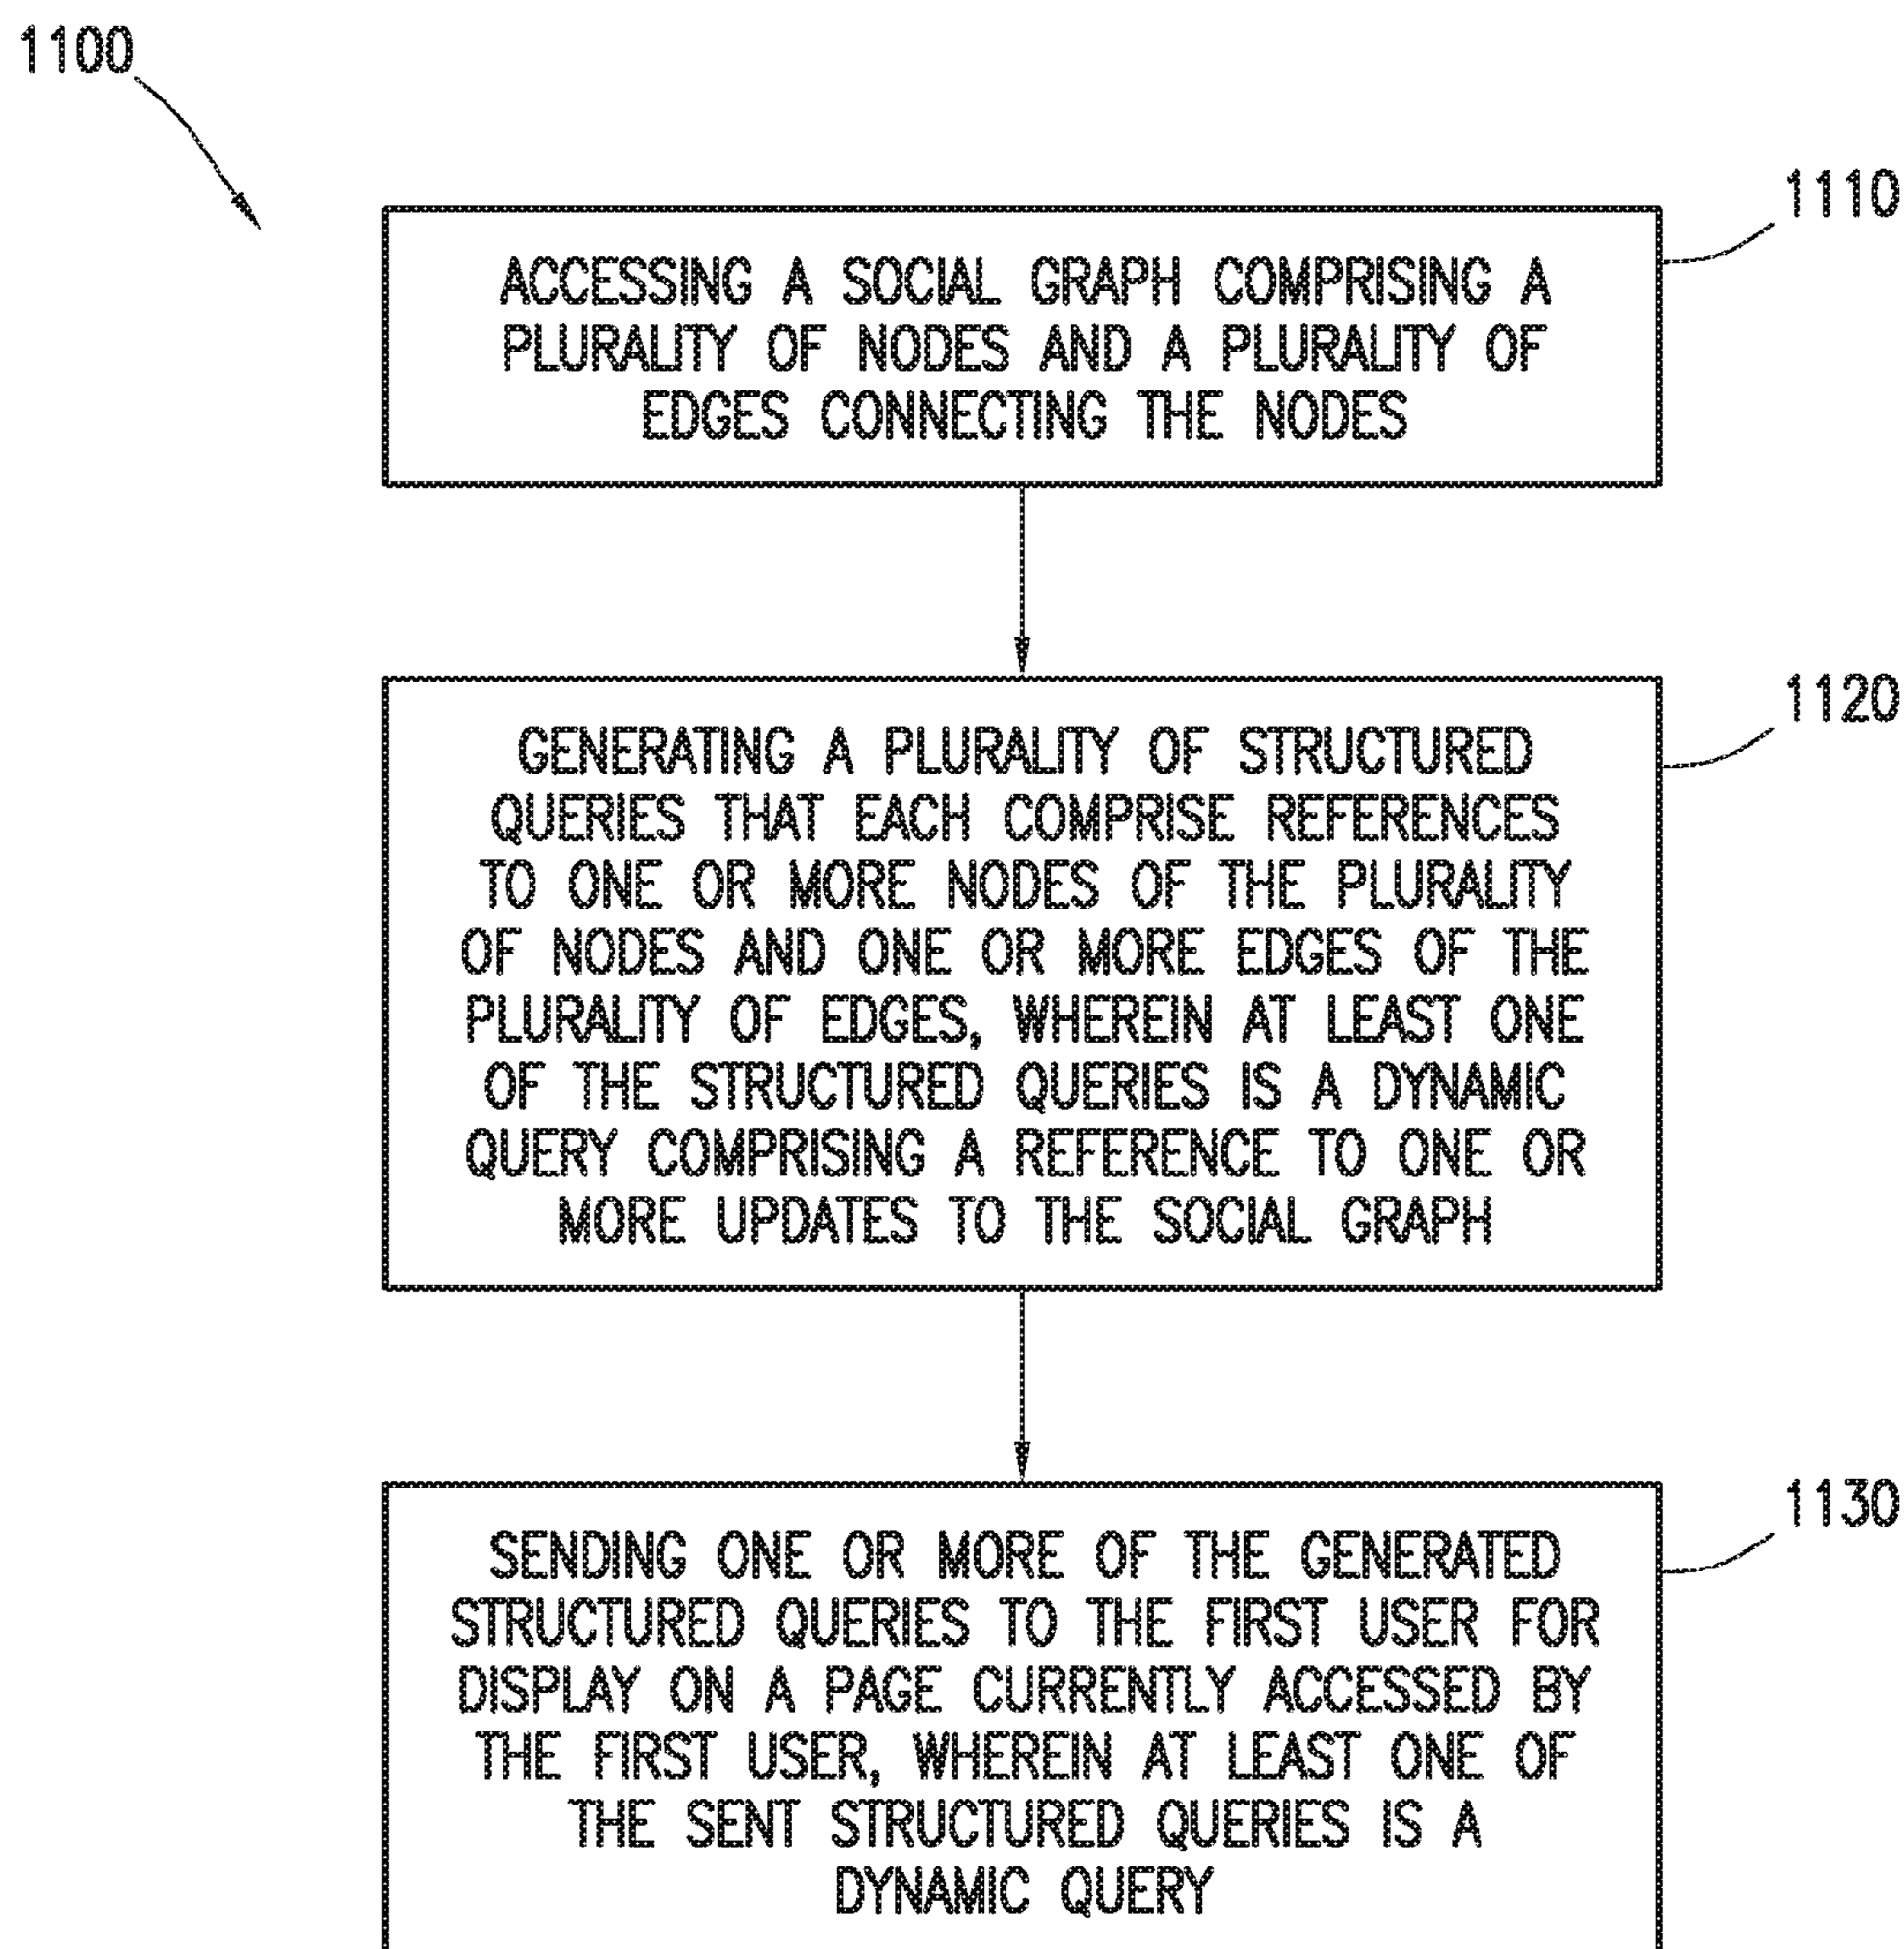 1100
1110
ACCESSING A SOCIAL GRAPH COMPRISING A
PLURALITY OF NODES AND A PLURALITY OF
EDGES CONNECTING THE NODES
1120
GENERATING A PLURALITY OF STRUCTURED
QUERIES THAT EACH COMPRISE REFERENCES
TO ONE OR MORE NODES OF THE PLURALITY
OF NODES AND ONE OR MORE EDGES OF THE
PLURALITY OF EDGES, WHEREIN AT LEAST ONE
OF THE STRUCTURED QUERIES IS A DYNAMIC
QUERY COMPRISING A REFERENCE TO ONE OR
MORE UPDATES TO THE SOCIAL GRAPH
1130
SENDING ONE OR MORE OF THE GENERATED
STRUCTURED QUERIES TO THE FIRST USER FOR
DISPLAY ON A PAGE CURRENTLY ACCESSED BY
THE FIRST USER, WHEREIN AT LEAST ONE OF
THE SENT STRUCTURED QUERIES IS A
DYNAMIC QUERY